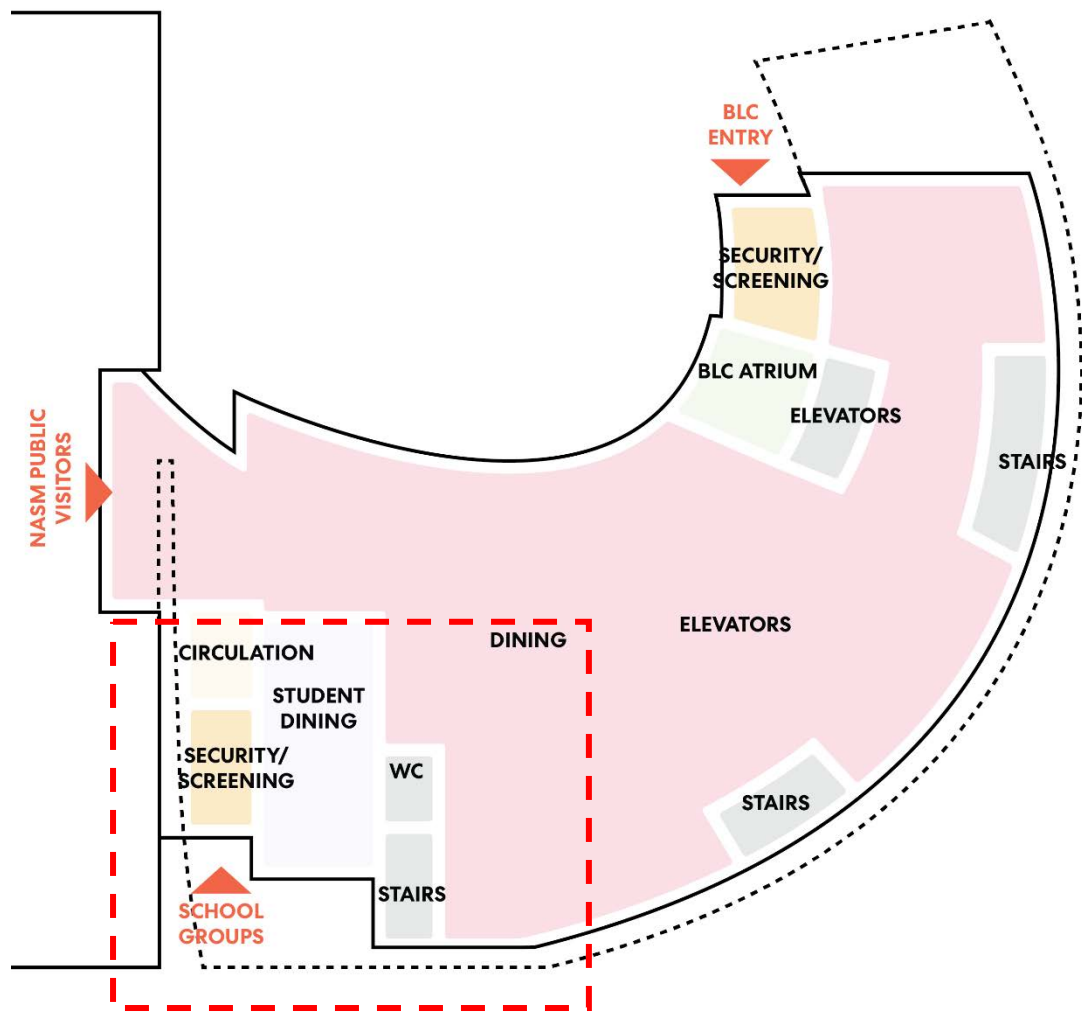 BLC
ENTRY
SECURITY/
SCREENING
BLC ATRIUM
ELEVATORS
STAIRS
NASM PUBLIC
VISITORS
DINING
ELEVATORS
CIRCULATION
STUDENT
DINING
SECURITY/
SCREENING
WC
STAIRS
STAIRS
SCHOOL
GROUPS